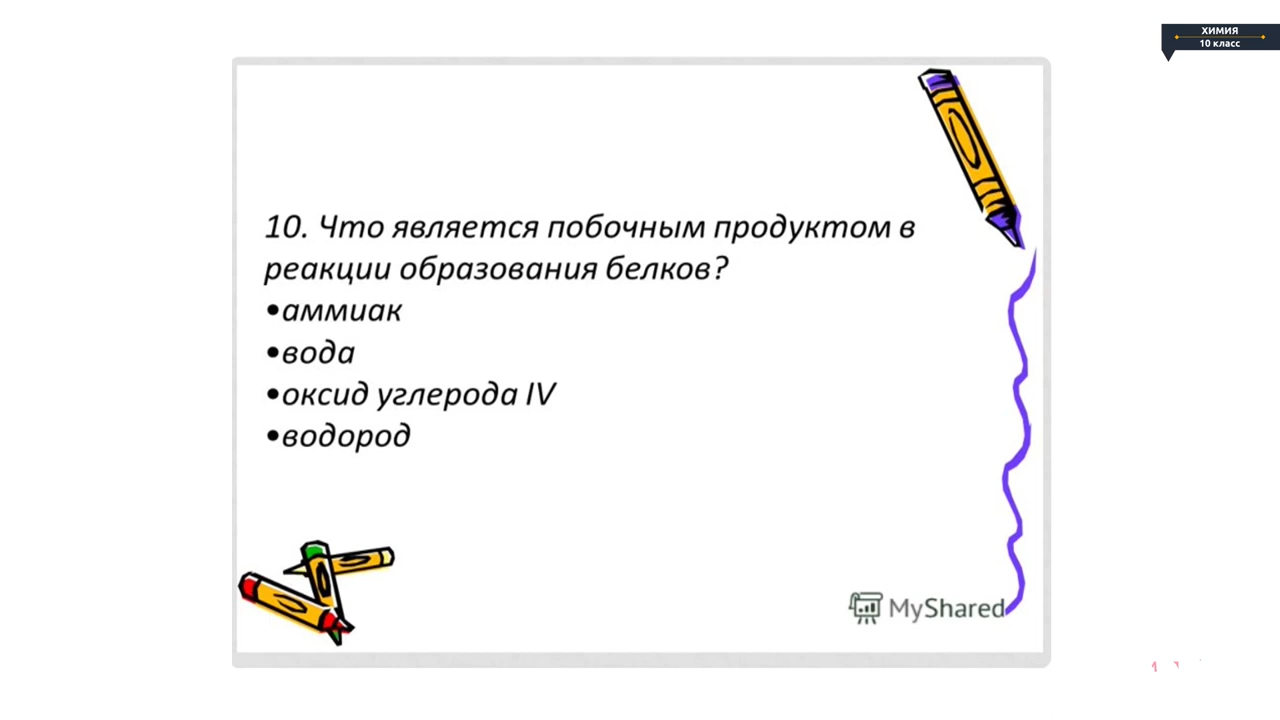 ХИМИЯ
10 класс
10. Что является побочным продуктом в
реакции образования белков?
•аммиак
•вода
•оксид углерода IV
•водород
MyShared